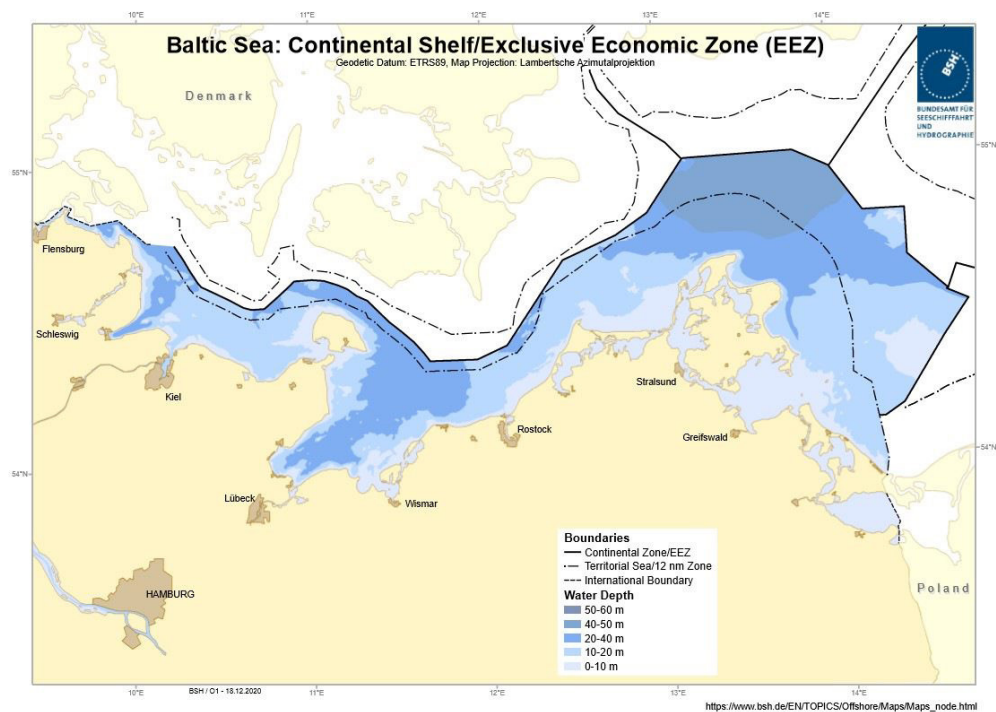 10°E
11°E
12°E
13°E
14°E
Baltic Sea: Continental Shelf/Exclusive Economic Zone (EEZ)
Geodetic Datum: ETRS89, Map Projection: Lambertsche Azimutalprojektion
BSH
BUNDESAMT FÜR
SEESCHIFFFAHRT
UND
HYDROGRAPHIE
Denmark
55°N
55°N
Flensburg
Schleswig
Kiel
Stralsund
Rostock
Greifswald
54°N
54°N
Lübeck
Wismar
HAMBURG
Poland
Boundaries
Continental Zone/EEZ
Territorial Sea/12 nm Zone
International Boundary
Water Depth
50-60 m
40-50 m
20-40 m
10-20 m
0-10 m
10°E
BSH / O1 - 18.12.2020
11°E
12°E
13°E
14°E
https://www.bsh.de/EN/TOPICS/Offshore/Maps/Maps_node.html